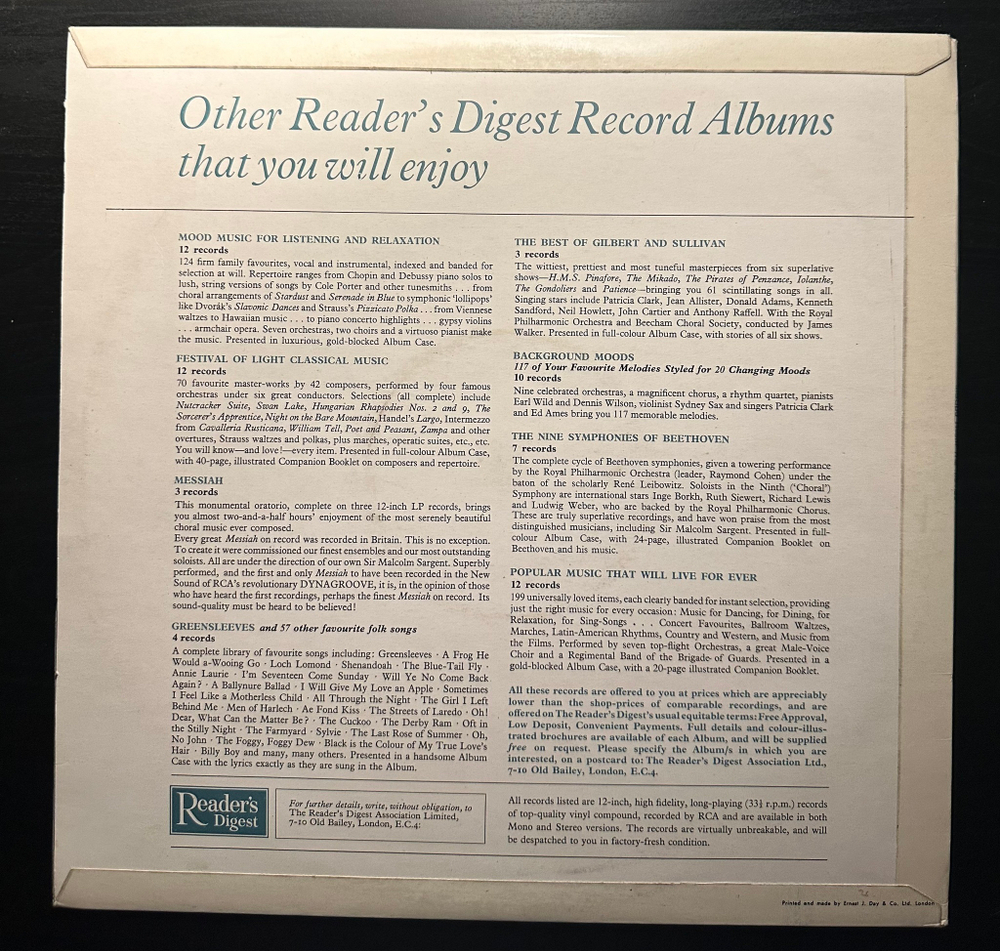 Other Reader's Digest Record Albums
that you will enjoy
MOOD MUSIC FOR LISTENING AND RELAXATION
12 records
124 firm family favourites, vocal and instrumental, indexed and banded for
selection at will. Repertoire ranges from Chopin and Debussy piano solos to
lush, string versions of songs by Cole Porter and other tunesmiths . . . from
choral arrangements of Stardust and Serenade in Blue to symphonic 'lollipops'
like Dvorák's Slavonic Dances and Strauss's Pizzicato Polka . . . from Viennese
waltzes to Hawaiian music . . . to piano concerto highlights . . . gypsy violins
. . . armchair opera. Seven orchestras, two choirs and a virtuoso pianist make
the music. Presented in luxurious, gold-blocked Album Case.
FESTIVAL OF LIGHT CLASSICAL MUSIC
12 records
70 favourite master-works by 42 composers, performed by four famous
orchestras under six great conductors. Selections (all complete) include
Nutcracker Suite, Swan Lake, Hungarian Rhapsodies Nos. 2 and 9, The
Sorcerer's Apprentice, Night on the Bare Mountain, Handel's Largo, Intermezzo
from Cavalleria Rusticana, William Tell, Poet and Peasant, Zampa and other
overtures, Strauss waltzes and polkas, plus marches, operatic suites, etc., etc.
You will know—and love!—every item. Presented in full-colour Album Case,
with 40-page, illustrated Companion Booklet on composers and repertoire.
MESSIAH
3 records
This monumental oratorio, complete on three 12-inch LP records, brings
you almost two-and-a-half hours' enjoyment of the most serenely beautiful
choral music ever composed.
Every great Messiah on record was recorded in Britain. This is no exception.
To create it were commissioned our finest ensembles and our most outstanding
soloists. All are under the direction of our own Sir Malcolm Sargent. Superbly
performed, and the first and only Messiah to have been recorded in the New
Sound of RCA's revolutionary DYNAGROOVE, it is, in the opinion of those
who have heard the first recordings, perhaps the finest Messiah on record. Its
sound-quality must be heard to be believed!
GREENSLEEVES and 57 other favourite folk songs
4 records
A complete library of favourite songs including: Greensleeves · A Frog He
Would a-Wooing Go · Loch Lomond · Shenandoah · The Blue-Tail Fly ·
Annie Laurie · I'm Seventeen Come Sunday · Will Ye No Come Back
Again? · A Ballynure Ballad · I Will Give My Love an Apple · Sometimes
I Feel Like a Motherless Child · All Through the Night · The Girl I Left
Behind Me · Men of Harlech · Ae Fond Kiss · The Streets of Laredo · Oh!
Dear, What Can the Matter Be? · The Cuckoo · The Derby Ram · Oft in
the Stilly Night · The Farmyard · Sylvie · The Last Rose of Summer · Oh,
No John · The Foggy, Foggy Dew · Black is the Colour of My True Love's
Hair · Billy Boy and many, many others. Presented in a handsome Album
Case with the lyrics exactly as they are sung in the Album.
THE BEST OF GILBERT AND SULLIVAN
3 records
The wittiest, prettiest and most tuneful masterpieces from six superlative
shows—H.M.S. Pinafore, The Mikado, The Pirates of Penzance, Iolanthe,
The Gondoliers and Patience—bringing you 61 scintillating songs in all.
Singing stars include Patricia Clark, Jean Allister, Donald Adams, Kenneth
Sandford, Neil Howlett, John Cartier and Anthony Raffell. With the Royal
Philharmonic Orchestra and Beecham Choral Society, conducted by James
Walker. Presented in full-colour Album Case, with stories of all six shows.
BACKGROUND MOODS
117 of Your Favourite Melodies Styled for 20 Changing Moods
10 records
Nine celebrated orchestras, a magnificent chorus, a rhythm quartet, pianists
Earl Wild and Dennis Wilson, violinist Sydney Sax and singers Patricia Clark
and Ed Ames bring you 117 memorable melodies.
THE NINE SYMPHONIES OF BEETHOVEN
7 records
The complete cycle of Beethoven symphonies, given a towering performance
by the Royal Philharmonic Orchestra (leader, Raymond Cohen) under the
baton of the scholarly René Leibowitz. Soloists in the Ninth ('Choral')
Symphony are international stars Inge Borkh, Ruth Siewert, Richard Lewis
and Ludwig Weber, who are backed by the Royal Philharmonic Chorus.
These are truly superlative recordings, and have won praise from the most
distinguished musicians, including Sir Malcolm Sargent. Presented in full-
colour Album Case, with 24-page, illustrated Companion Booklet on
Beethoven and his music.
POPULAR MUSIC THAT WILL LIVE FOR EVER
12 records
199 universally loved items, each clearly banded for instant selection, providing
just the right music for every occasion: Music for Dancing, for Dining, for
Relaxation, for Sing-Songs . . . Concert Favourites, Ballroom Waltzes,
Marches, Latin-American Rhythms, Country and Western, and Music from
the Films. Performed by seven top-flight Orchestras, a great Male-Voice
Choir and a Regimental Band of the Brigade of Guards. Presented in a
gold-blocked Album Case, with a 20-page illustrated Companion Booklet.
All these records are offered to you at prices which are appreciably
lower than the shop-prices of comparable recordings, and are
offered on The Reader's Digest's usual equitable terms: Free Approval,
Low Deposit, Convenient Payments. Full details and colour-illus-
trated brochures are available of each Album, and will be supplied
free on request. Please specify the Album/s in which you are
interested, on a postcard to: The Reader's Digest Association Ltd.,
7-10 Old Bailey, London, E.C.4.
Reader's
Digest
For further details, write, without obligation, to
The Reader's Digest Association Limited,
7-10 Old Bailey, London, E.C.4.
All records listed are 12-inch, high fidelity, long-playing (33⅓ r.p.m.) records
of top-quality vinyl compound, recorded by RCA and are available in both
Mono and Stereo versions. The records are virtually unbreakable, and will
be despatched to you in factory-fresh condition.
Printed and made by Ernest J. Day & Co. Ltd. London